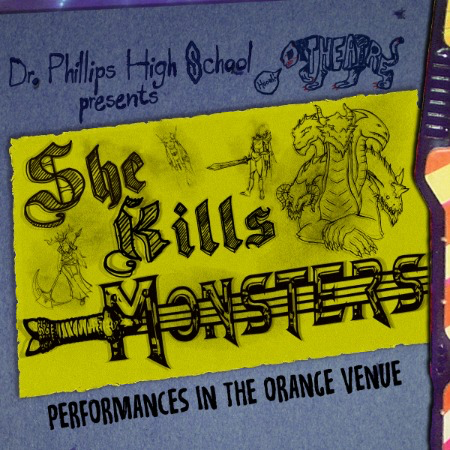 Dr. Phillips High School
THEATRE
presents
She
Kills
MONSTERS
PERFORMANCES IN THE ORANGE VENUE